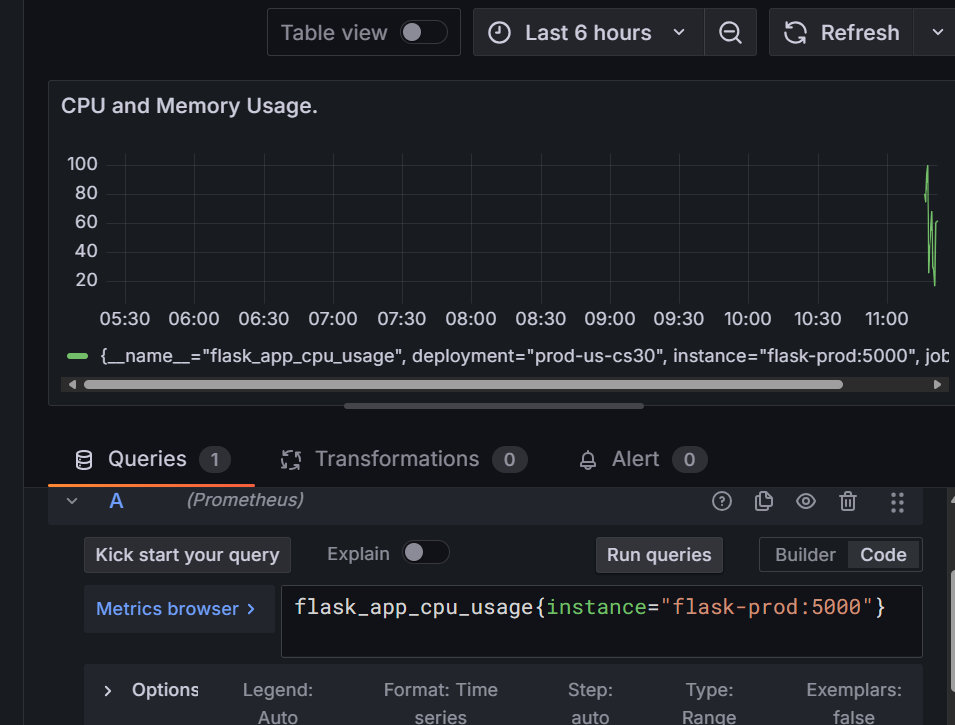 Table view Last 6 hours Refresh
CPU and Memory Usage.
100
80
60
40
20
05:30 06:00 06:30 07:00 07:30 08:00 08:30 09:00 09:30 10:00 10:30 11:00
{__name__="flask_app_cpu_usage", deployment="prod-us-cs30", instance="flask-prod:5000", job
Queries 1 Transformations 0 Alert 0
A (Prometheus)
Kick start your query Explain Run queries Builder Code
Metrics browser > flask_app_cpu_usage{instance="flask-prod:5000"}
Options Legend: Format: Time Step: Type: Exemplars:
Auto series auto Range false